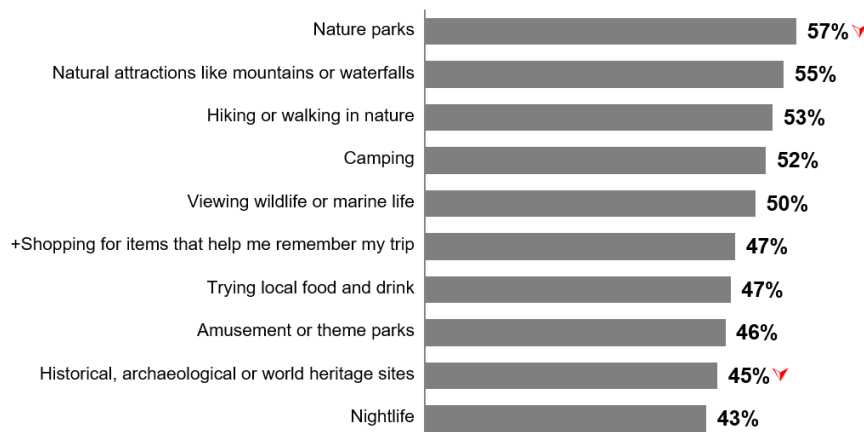 Nature parks 57%
Natural attractions like mountains or waterfalls 55%
Hiking or walking in nature 53%
Camping 52%
Viewing wildlife or marine life 50%
+Shopping for items that help me remember my trip 47%
Trying local food and drink 47%
Amusement or theme parks 46%
Historical, archaeological or world heritage sites 45%
Nightlife 43%